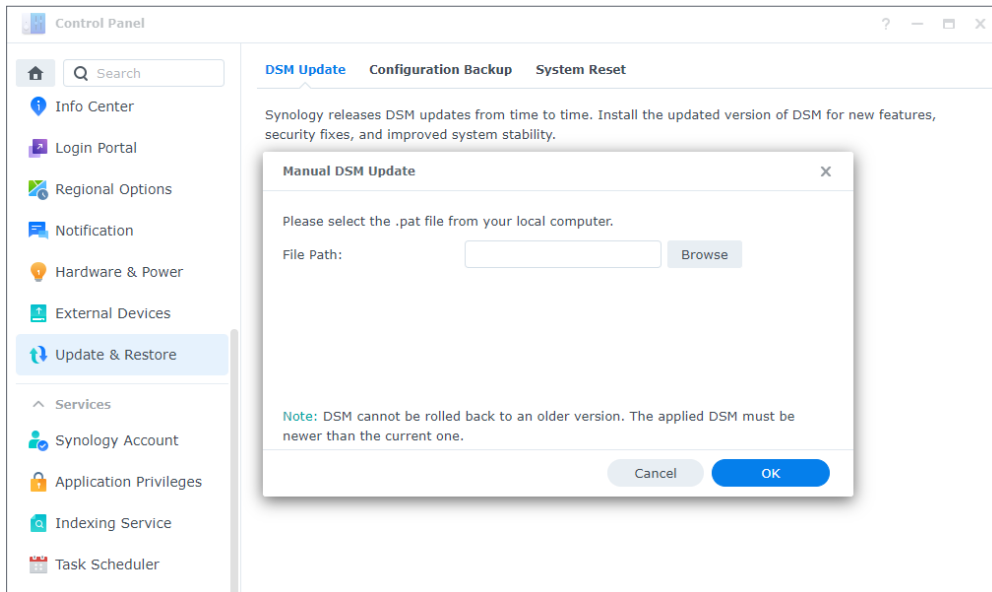 Control Panel
?
Search
Info Center
Login Portal
Regional Options
Notification
Hardware & Power
External Devices
Update & Restore
Services
Synology Account
Application Privileges
Indexing Service
Task Scheduler
DSM Update Configuration Backup System Reset
Synology releases DSM updates from time to time. Install the updated version of DSM for new features,
security fixes, and improved system stability.
Manual DSM Update
Please select the .pat file from your local computer.
File Path: Browse
Note: DSM cannot be rolled back to an older version. The applied DSM must be
newer than the current one.
Cancel OK